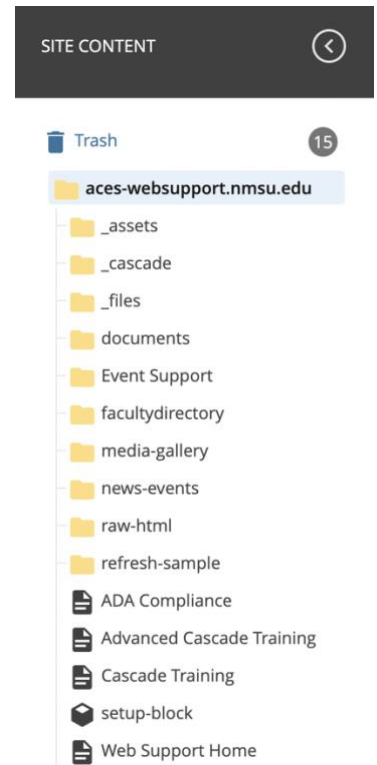 SITE CONTENT
Trash 15
aces-websupport.nmsu.edu
_assets
_cascade
_files
documents
Event Support
facultydirectory
media-gallery
news-events
raw-html
refresh-sample
ADA Compliance
Advanced Cascade Training
Cascade Training
setup-block
Web Support Home